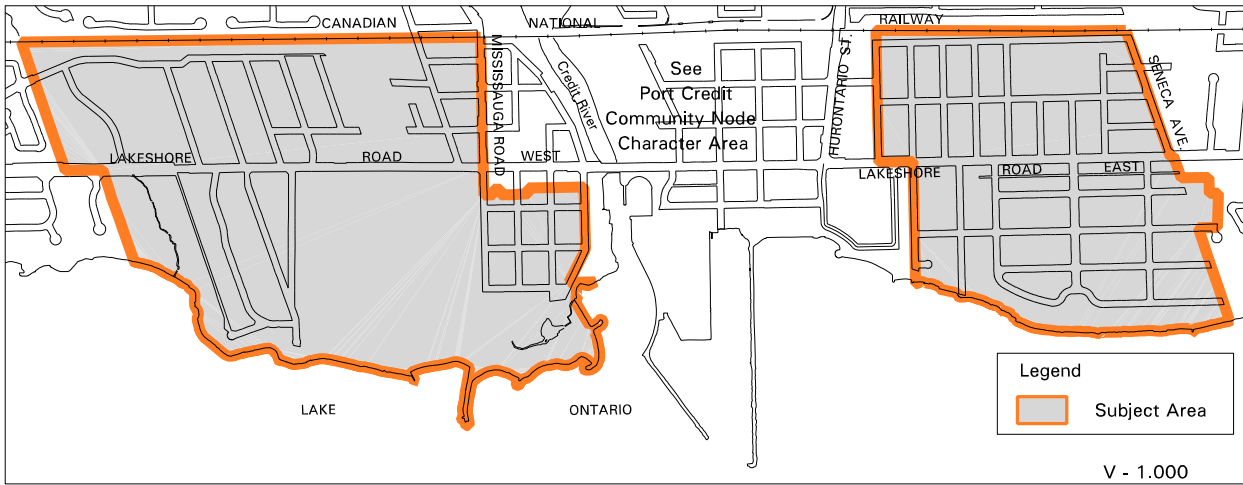 CANADIAN NATIONAL RAILWAY
MISSISSAUGA ROAD
Credit River
See
Port Credit
Community Node
Character Area
HURONTARIO ST.
SENECA AVE.
LAKESHORE ROAD WEST
LAKESHORE ROAD EAST
LAKE ONTARIO
Legend
Subject Area
V - 1.000